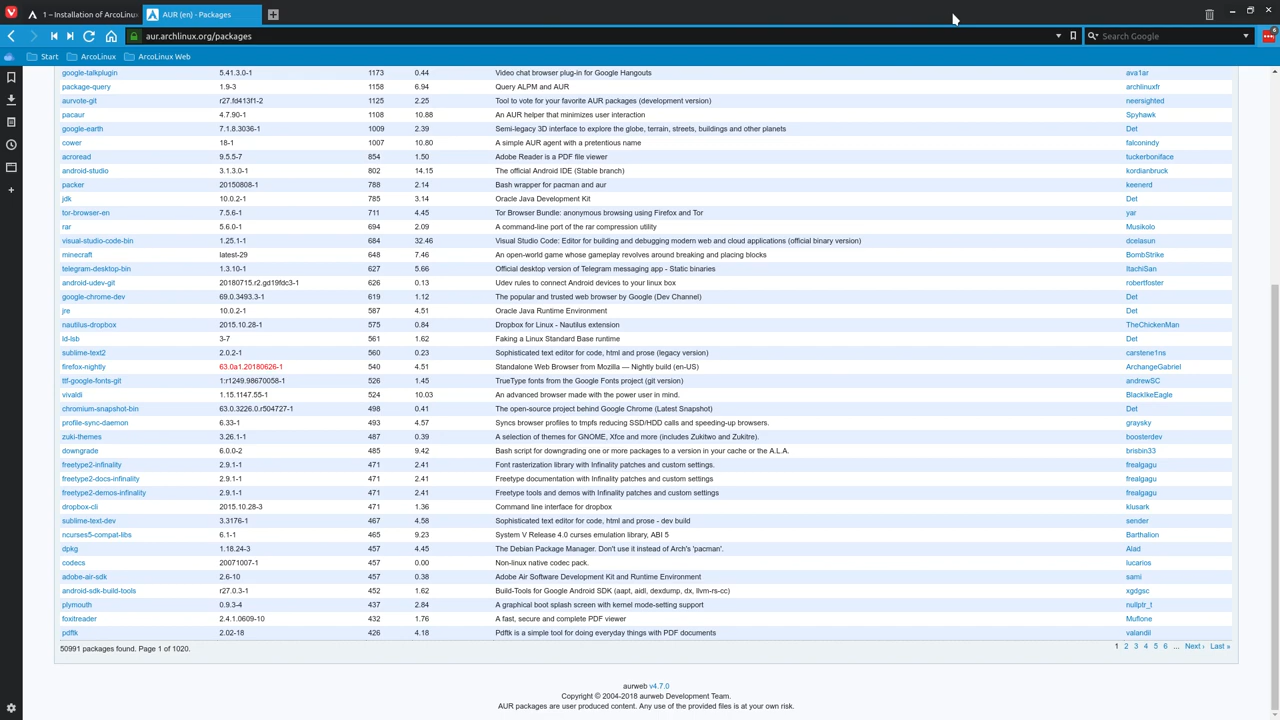 1 – Installation of ArcoLinux
AUR (en) - Packages
aur.archlinux.org/packages
Search Google
6
Start ArcoLinux ArcoLinux Web
google-talkplugin 5.41.3.0-1 1173 0.44 Video chat browser plug-in for Google Hangouts ava1ar
package-query 1.9-3 1158 6.94 Query ALPM and AUR archlinuxfr
aurvote-git r27.fd413f1-2 1125 2.25 Tool to vote for your favorite AUR packages (development version) neersighted
pacaur 4.7.90-1 1108 10.88 An AUR helper that minimizes user interaction Spyhawk
google-earth 7.1.8.3036-1 1009 2.39 Semi-legacy 3D interface to explore the globe, terrain, streets, buildings and other planets Det
cower 18-1 1007 10.80 A simple AUR agent with a pretentious name falconindy
acroread 9.5.5-7 854 1.50 Adobe Reader is a PDF file viewer tuckerboniface
android-studio 3.1.3.0-1 802 14.15 The official Android IDE (Stable branch) kordianbruck
packer 20150808-1 788 2.14 Bash wrapper for pacman and aur keenerd
jdk 10.0.2-1 785 3.14 Oracle Java Development Kit Det
tor-browser-en 7.5.6-1 711 4.45 Tor Browser Bundle: anonymous browsing using Firefox and Tor yar
rar 5.6.0-1 694 2.09 A command-line port of the rar compression utility Musikolo
visual-studio-code-bin 1.25.1-1 684 32.46 Visual Studio Code: Editor for building and debugging modern web and cloud applications (official binary version) dcelasun
minecraft latest-29 648 7.46 An open-world game whose gameplay revolves around breaking and placing blocks BombStrike
telegram-desktop-bin 1.3.10-1 627 5.66 Official desktop version of Telegram messaging app - Static binaries ItachiSan
android-udev-git 20180715.r2.gd19fdc3-1 626 0.13 Udev rules to connect Android devices to your linux box robertfoster
google-chrome-dev 69.0.3493.3-1 619 1.12 The popular and trusted web browser by Google (Dev Channel) Det
jre 10.0.2-1 587 4.51 Oracle Java Runtime Environment Det
nautilus-dropbox 2015.10.28-1 575 0.84 Dropbox for Linux - Nautilus extension TheChickenMan
ld-lsb 3-7 561 1.62 Faking a Linux Standard Base runtime Det
sublime-text2 2.0.2-1 560 0.23 Sophisticated text editor for code, html and prose (legacy version) carstene1ns
firefox-nightly 63.0a1.20180626-1 540 4.51 Standalone Web Browser from Mozilla — Nightly build (en-US) ArchangeGabriel
ttf-google-fonts-git 1:r1249.98670058-1 526 1.45 TrueType fonts from the Google Fonts project (git version) andrewSC
vivaldi 1.15.1147.55-1 524 10.03 An advanced browser made with the power user in mind. BlackIkeEagle
chromium-snapshot-bin 63.0.3226.0.r504727-1 498 0.41 The open-source project behind Google Chrome (Latest Snapshot) Det
profile-sync-daemon 6.33-1 493 4.57 Syncs browser profiles to tmpfs reducing SSD/HDD calls and speeding-up browsers. graysky
zuki-themes 3.26.1-1 487 0.39 A selection of themes for GNOME, Xfce and more (includes Zukitwo and Zukitre). boosterdev
downgrade 6.0.0-2 485 9.42 Bash script for downgrading one or more packages to a version in your cache or the A.L.A. brisbin33
freetype2-infinality 2.9.1-1 471 2.41 Font rasterization library with Infinality patches and custom settings. frealgagu
freetype2-docs-infinality 2.9.1-1 471 2.41 Freetype documentation with Infinality patches and custom settings frealgagu
freetype2-demos-infinality 2.9.1-1 471 2.41 Freetype tools and demos with Infinality patches and custom settings frealgagu
dropbox-cli 2015.10.28-3 471 1.36 Command line interface for dropbox klusark
sublime-text-dev 3.3176-1 467 4.58 Sophisticated text editor for code, html and prose - dev build sender
ncurses5-compat-libs 6.1-1 465 9.23 System V Release 4.0 curses emulation library, ABI 5 Barthalion
dpkg 1.18.24-3 457 4.45 The Debian Package Manager. Don't use it instead of Arch's 'pacman'. Alad
codecs 20071007-1 457 0.00 Non-linux native codec pack. lucarios
adobe-air-sdk 2.6-10 457 0.38 Adobe Air Software Development Kit and Runtime Environment sami
android-sdk-build-tools r27.0.3-1 452 1.62 Build-Tools for Google Android SDK (aapt, aidl, dexdump, dx, llvm-rs-cc) xgdgsc
plymouth 0.9.3-4 437 2.84 A graphical boot splash screen with kernel mode-setting support nullptr_t
foxitreader 2.4.1.0609-10 432 1.76 A fast, secure and complete PDF viewer Muflone
pdftk 2.02-18 426 4.18 Pdftk is a simple tool for doing everyday things with PDF documents valandil
50991 packages found. Page 1 of 1020.
1 2 3 4 5 6 ... Next › Last »
aurweb v4.7.0
Copyright © 2004-2018 aurweb Development Team.
AUR packages are user produced content. Any use of the provided files is at your own risk.